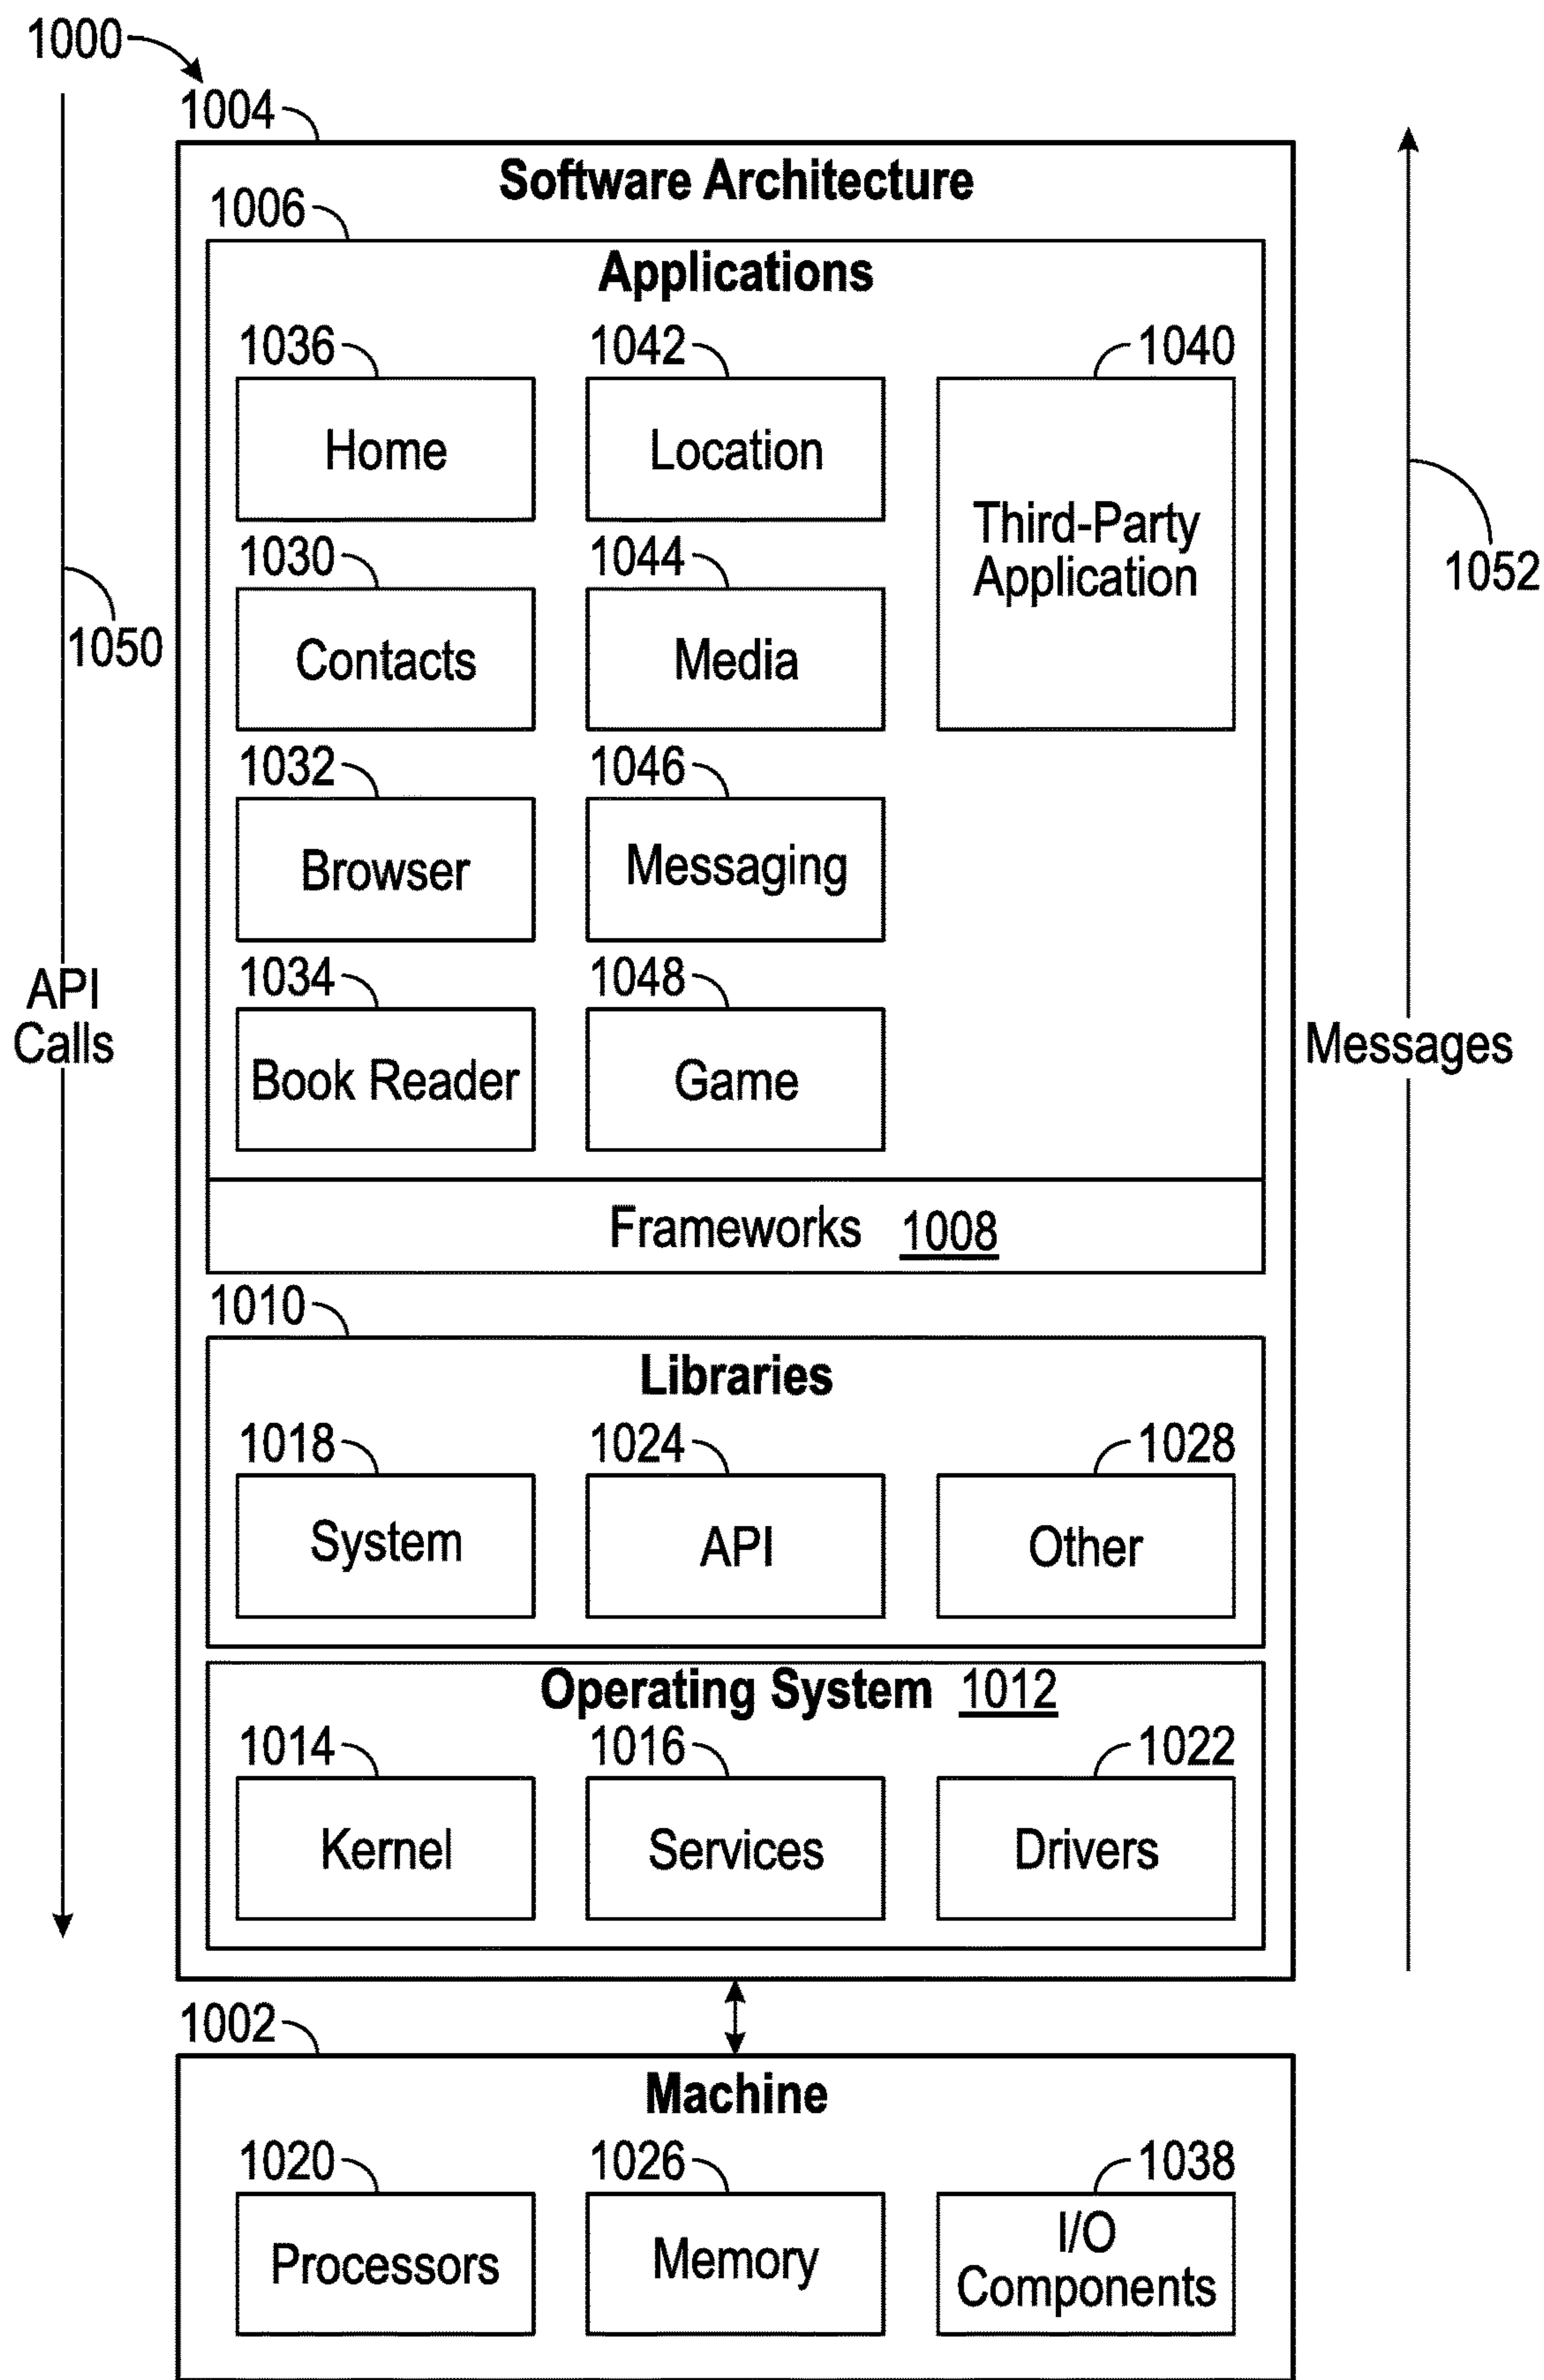 1000
1004
Software Architecture
1006
Applications
1036 1042 1040
Home Location
Third-Party
Application
1030 1044
1052
1050
Contacts Media
1032 1046
Browser Messaging
1034 1048
API
Calls
Messages
Book Reader Game
Frameworks 1008
1010
Libraries
1018 1024 1028
System API Other
Operating System 1012
1014 1016 1022
Kernel Services Drivers
1002
Machine
1020 1026 1038
Processors Memory
I/O
Components